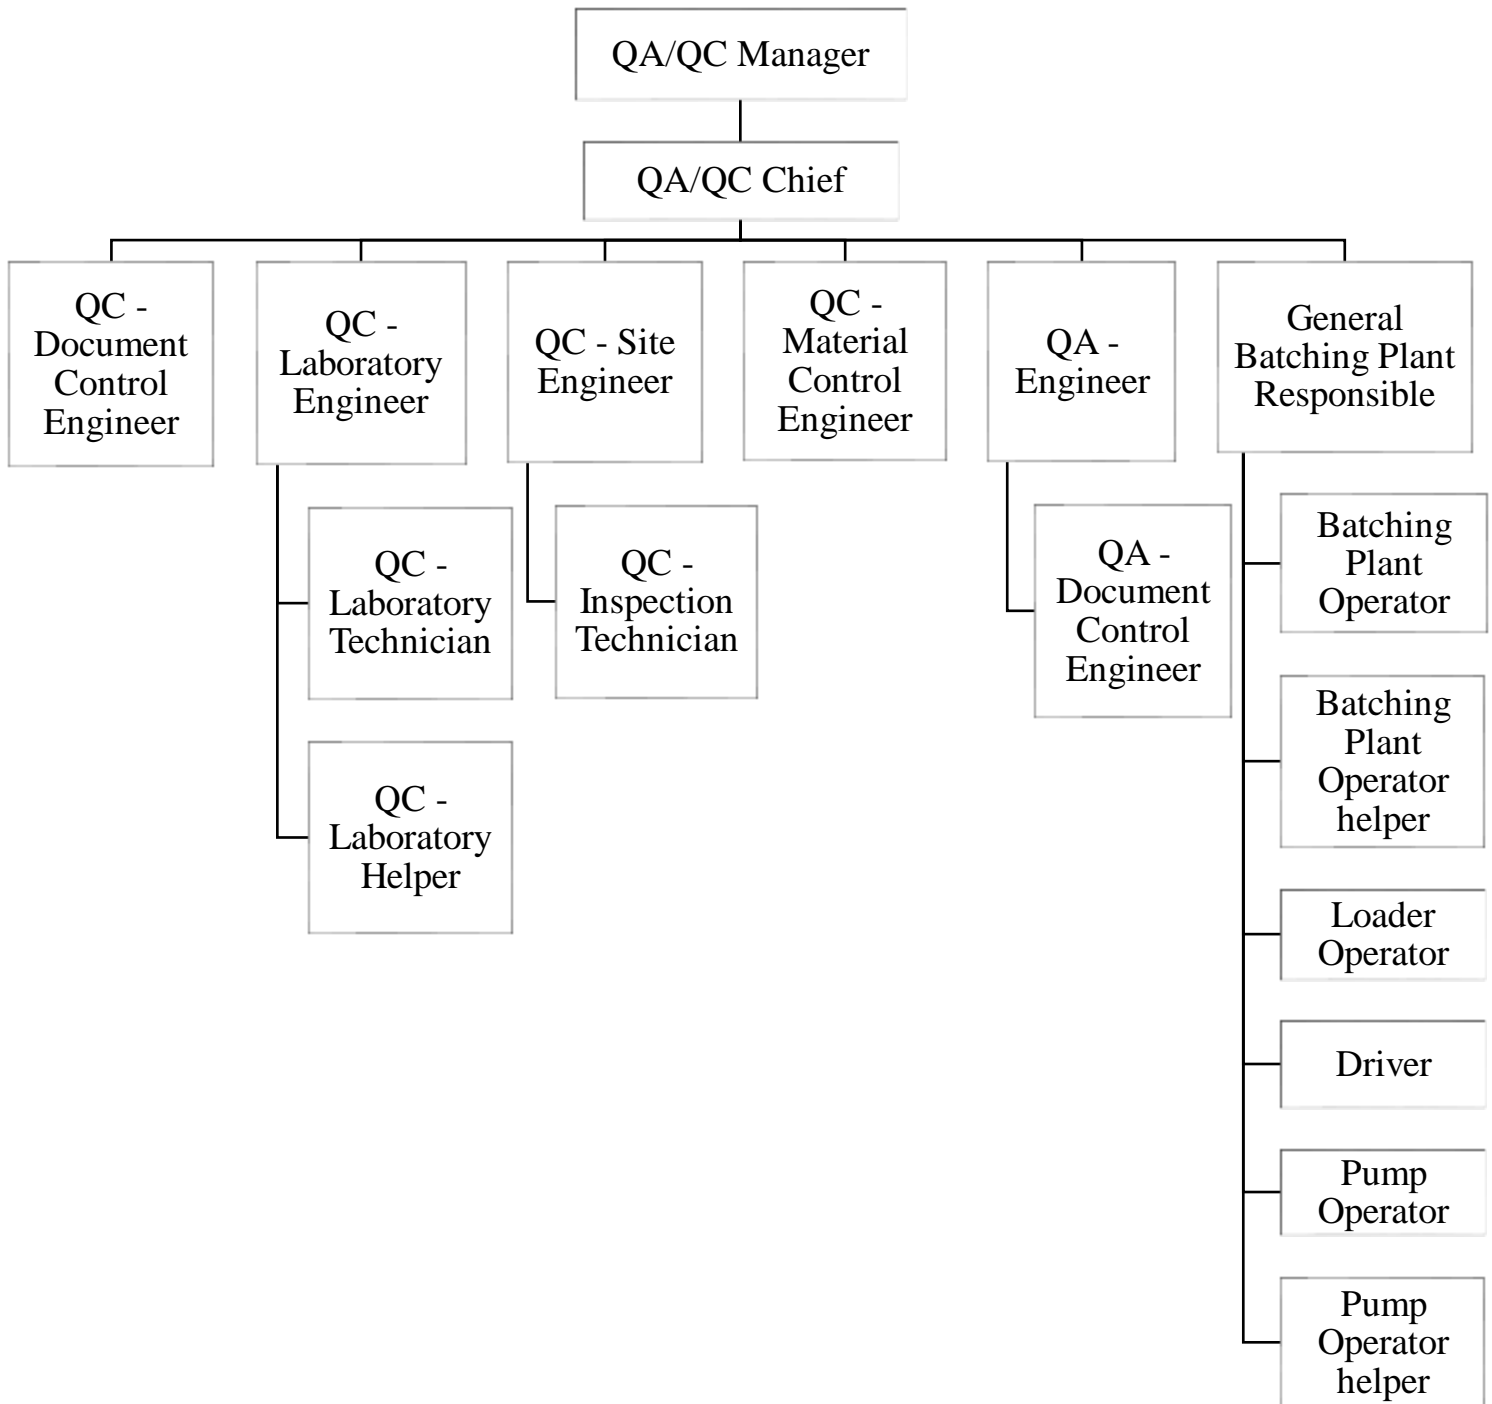 QA/QC Manager
QA/QC Chief
QC -
Document
Control
Engineer
QC -
Laboratory
Engineer
QC - Site
Engineer
QC -
Material
Control
Engineer
QA -
Engineer
General
Batching Plant
Responsible
QC -
Laboratory
Technician
QC -
Laboratory
Helper
QC -
Inspection
Technician
QA -
Document
Control
Engineer
Batching
Plant
Operator
Batching
Plant
Operator
helper
Loader
Operator
Driver
Pump
Operator
Pump
Operator
helper